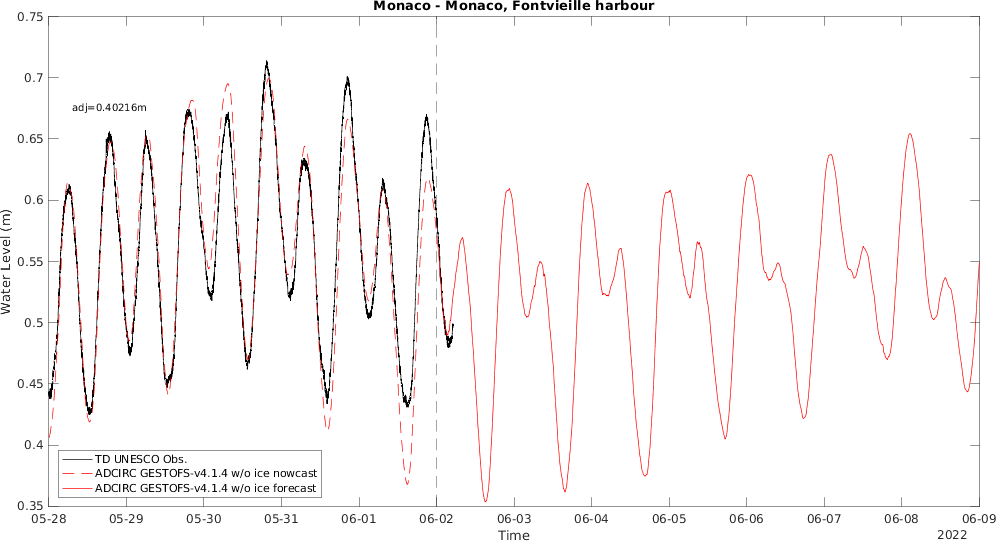 Monaco - Monaco, Fontvieille harbour
0.75
0.7
0.65
0.6
0.55
0.5
0.45
0.4
0.35
Water Level (m)
adj=0.40216m
TD UNESCO Obs.
ADCIRC GESTOFS-v4.1.4 w/o ice nowcast
ADCIRC GESTOFS-v4.1.4 w/o ice forecast
05-28 05-29 05-30 05-31 06-01 06-02 06-03 06-04 06-05 06-06 06-07 06-08 06-09
Time
2022